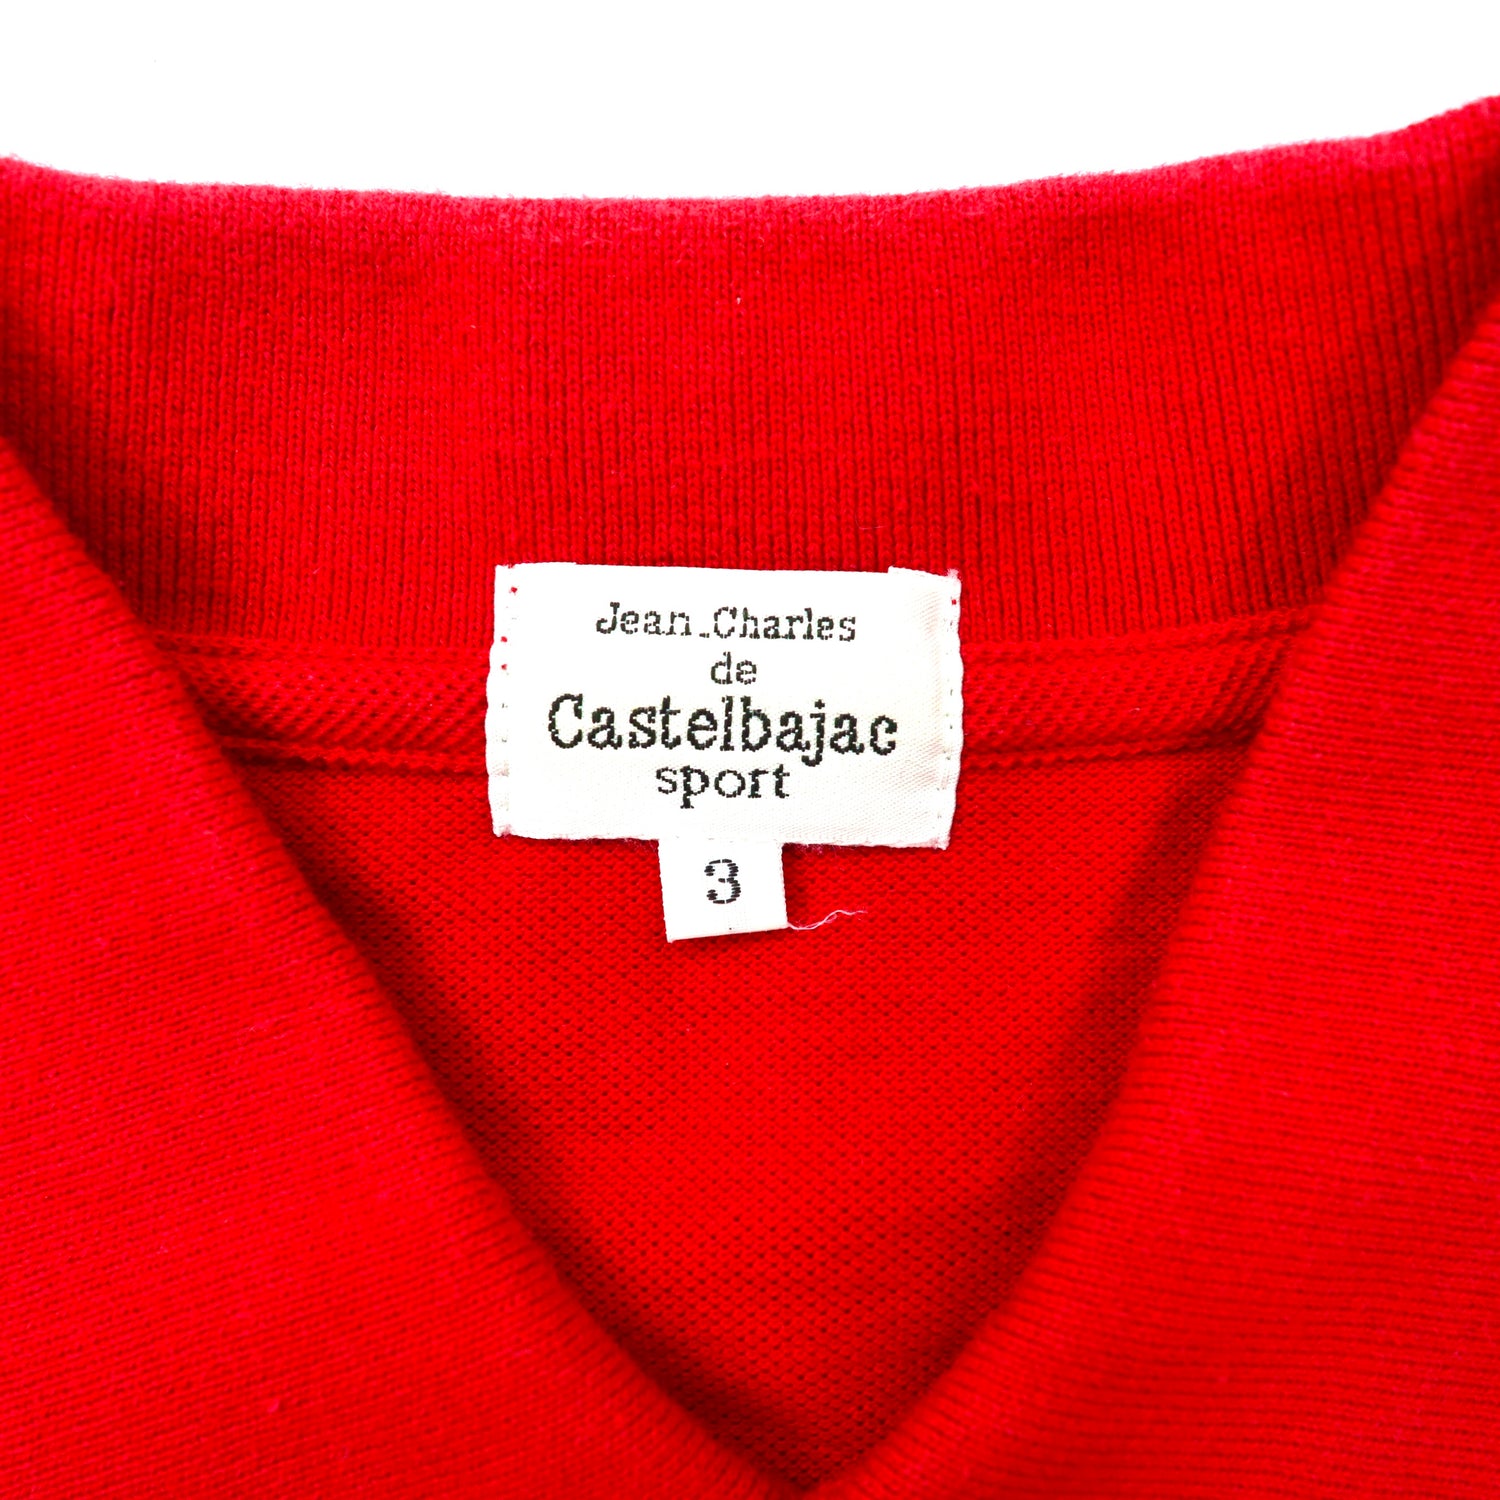 Jean.Charles
de
Castelbajac
sport
3